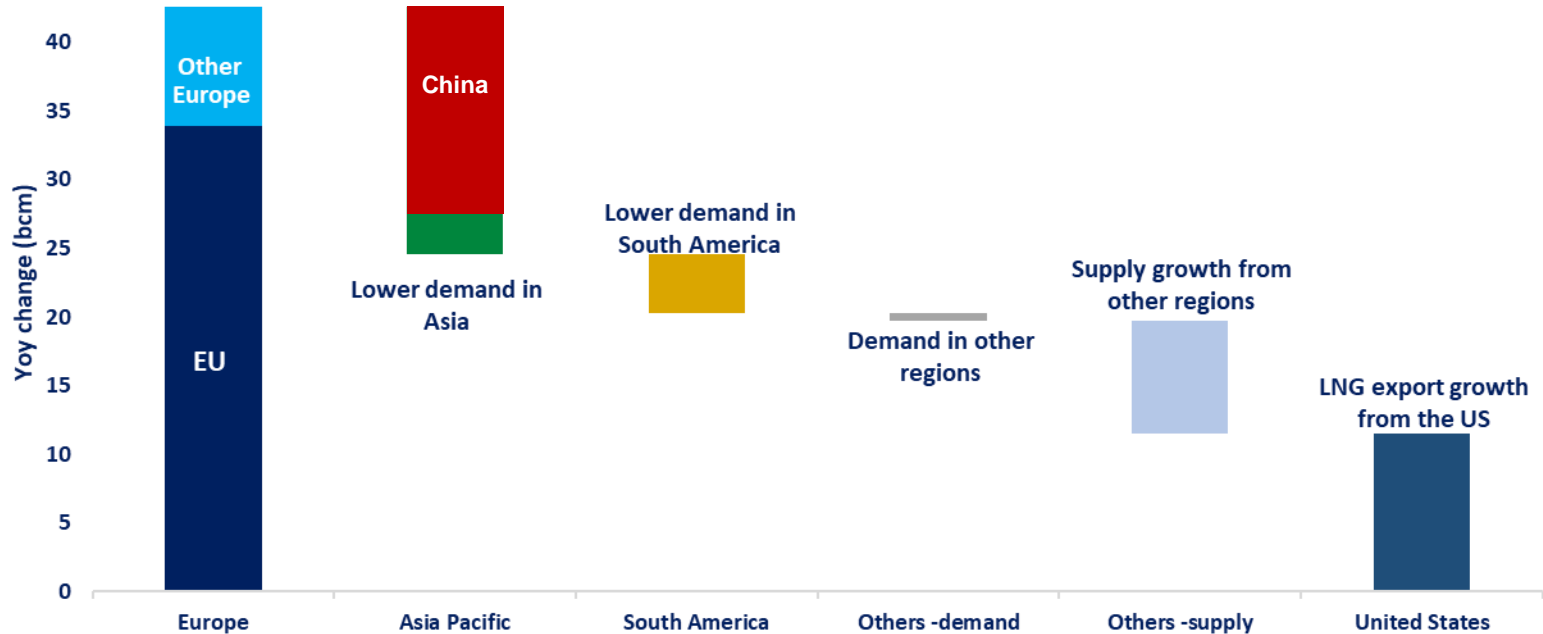 Yoy change (bcm)
40
35
30
25
20
15
10
5
0
Other
Europe
EU
China
Lower demand in
Asia
Lower demand in
South America
Demand in other
regions
Supply growth from
other regions
LNG export growth
from the US
Europe
Asia Pacific
South America
Others -demand
Others -supply
United States